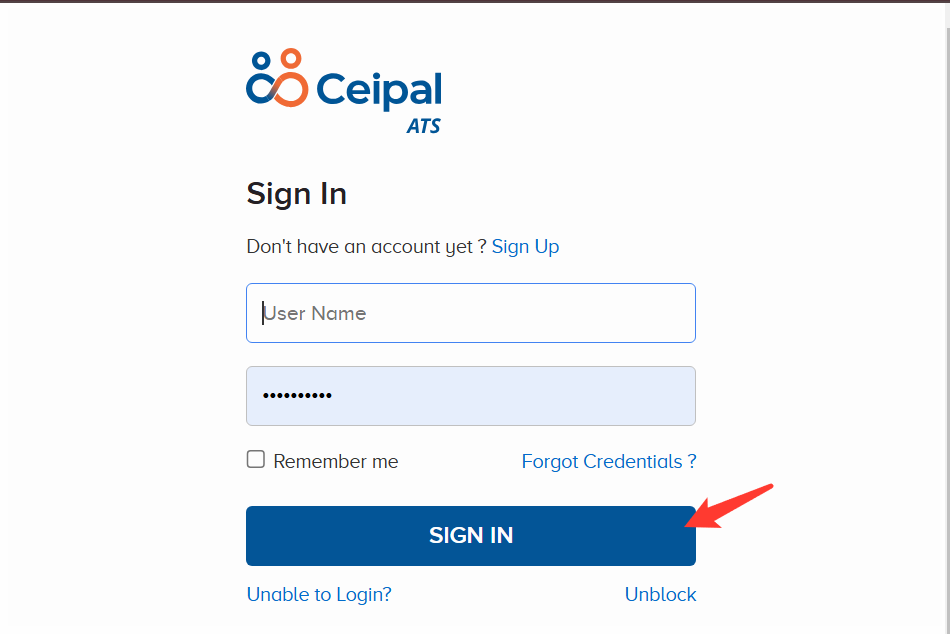 Ceipal
ATS
Sign In
Don't have an account yet ? Sign Up
User Name
••••••••••
Remember me
Forgot Credentials ?
SIGN IN
Unable to Login?
Unblock